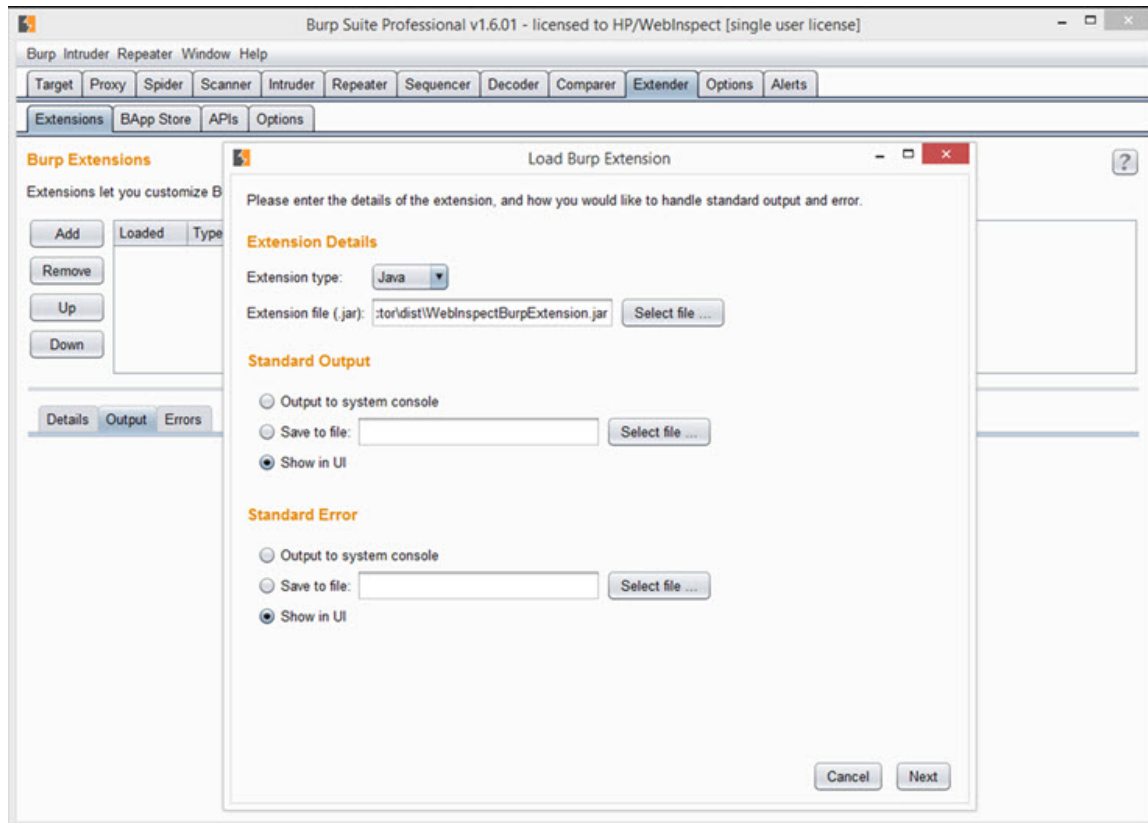 Burp Suite Professional v1.6.01 - licensed to HP/WebInspect [single user license]
Burp Intruder Repeater Window Help
Target Proxy Spider Scanner Intruder Repeater Sequencer Decoder Comparer Extender Options Alerts
Extensions BApp Store APIs Options
Burp Extensions
Load Burp Extension
?
Extensions let you customize B
Please enter the details of the extension, and how you would like to handle standard output and error.
Add Loaded Type
Remove
Up
Down
Extension Details
Extension type: Java
Extension file (.jar): :tor\dist\WebInspectBurpExtension.jar Select file ...
Standard Output
Output to system console
Save to file: Select file ...
Show in UI
Details Output Errors
Standard Error
Output to system console
Save to file: Select file ...
Show in UI
Cancel Next